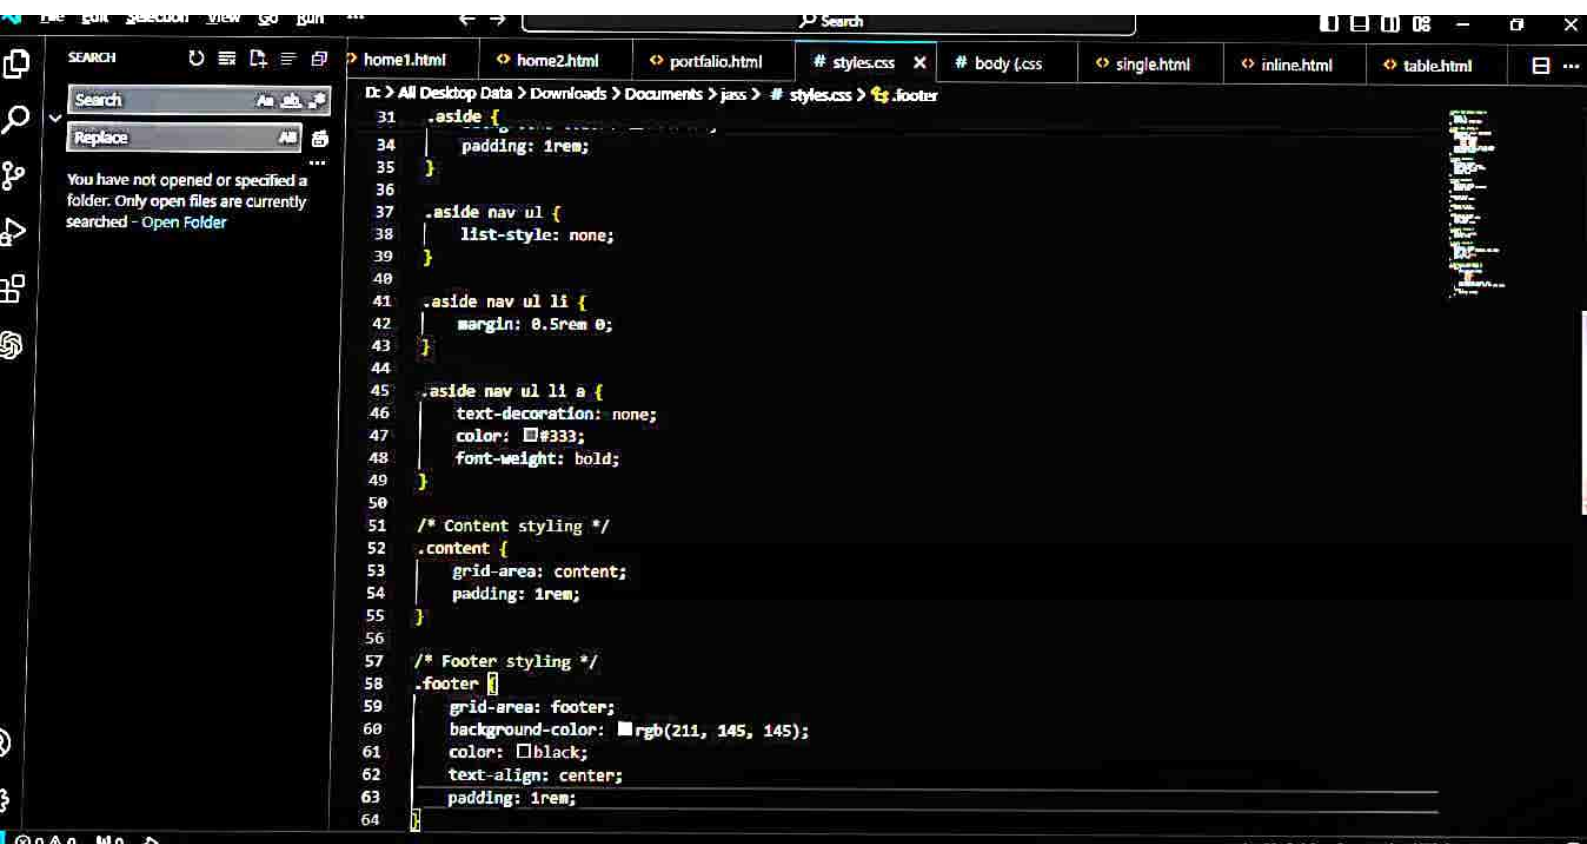 File Edit Selection View Go Run ... Search
SEARCH
home1.html home2.html portfalio.html # styles.css # body {.css single.html inline.html table.html ...
Search Aa ab
D: > All Desktop Data > Downloads > Documents > jass > # styles.css > .footer
Replace AB
...
You have not opened or specified a
folder. Only open files are currently
searched - Open Folder
31 .aside {
34 padding: 1rem;
35 }
36
37 .aside nav ul {
38 list-style: none;
39 }
40
41 .aside nav ul li {
42 margin: 0.5rem 0;
43 }
44
45 .aside nav ul li a {
46 text-decoration: none;
47 color: #333;
48 font-weight: bold;
49 }
50
51 /* Content styling */
52 .content {
53 grid-area: content;
54 padding: 1rem;
55 }
56
57 /* Footer styling */
58 .footer {
59 grid-area: footer;
60 background-color: rgb(211, 145, 145);
61 color: black;
62 text-align: center;
63 padding: 1rem;
64 }